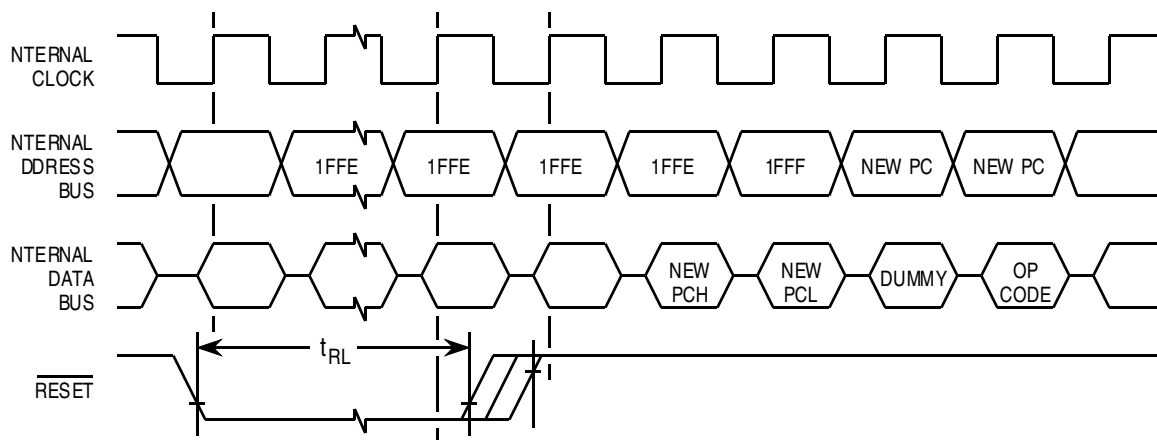 NTERNAL
CLOCK
NTERNAL
DDRESS
BUS
1FFE
1FFE
1FFE
1FFE
1FFF
NEW PC
NEW PC
NTERNAL
DATA
BUS
NEW
PCH
NEW
PCL
DUMMY
OP
CODE
tRL
RESET